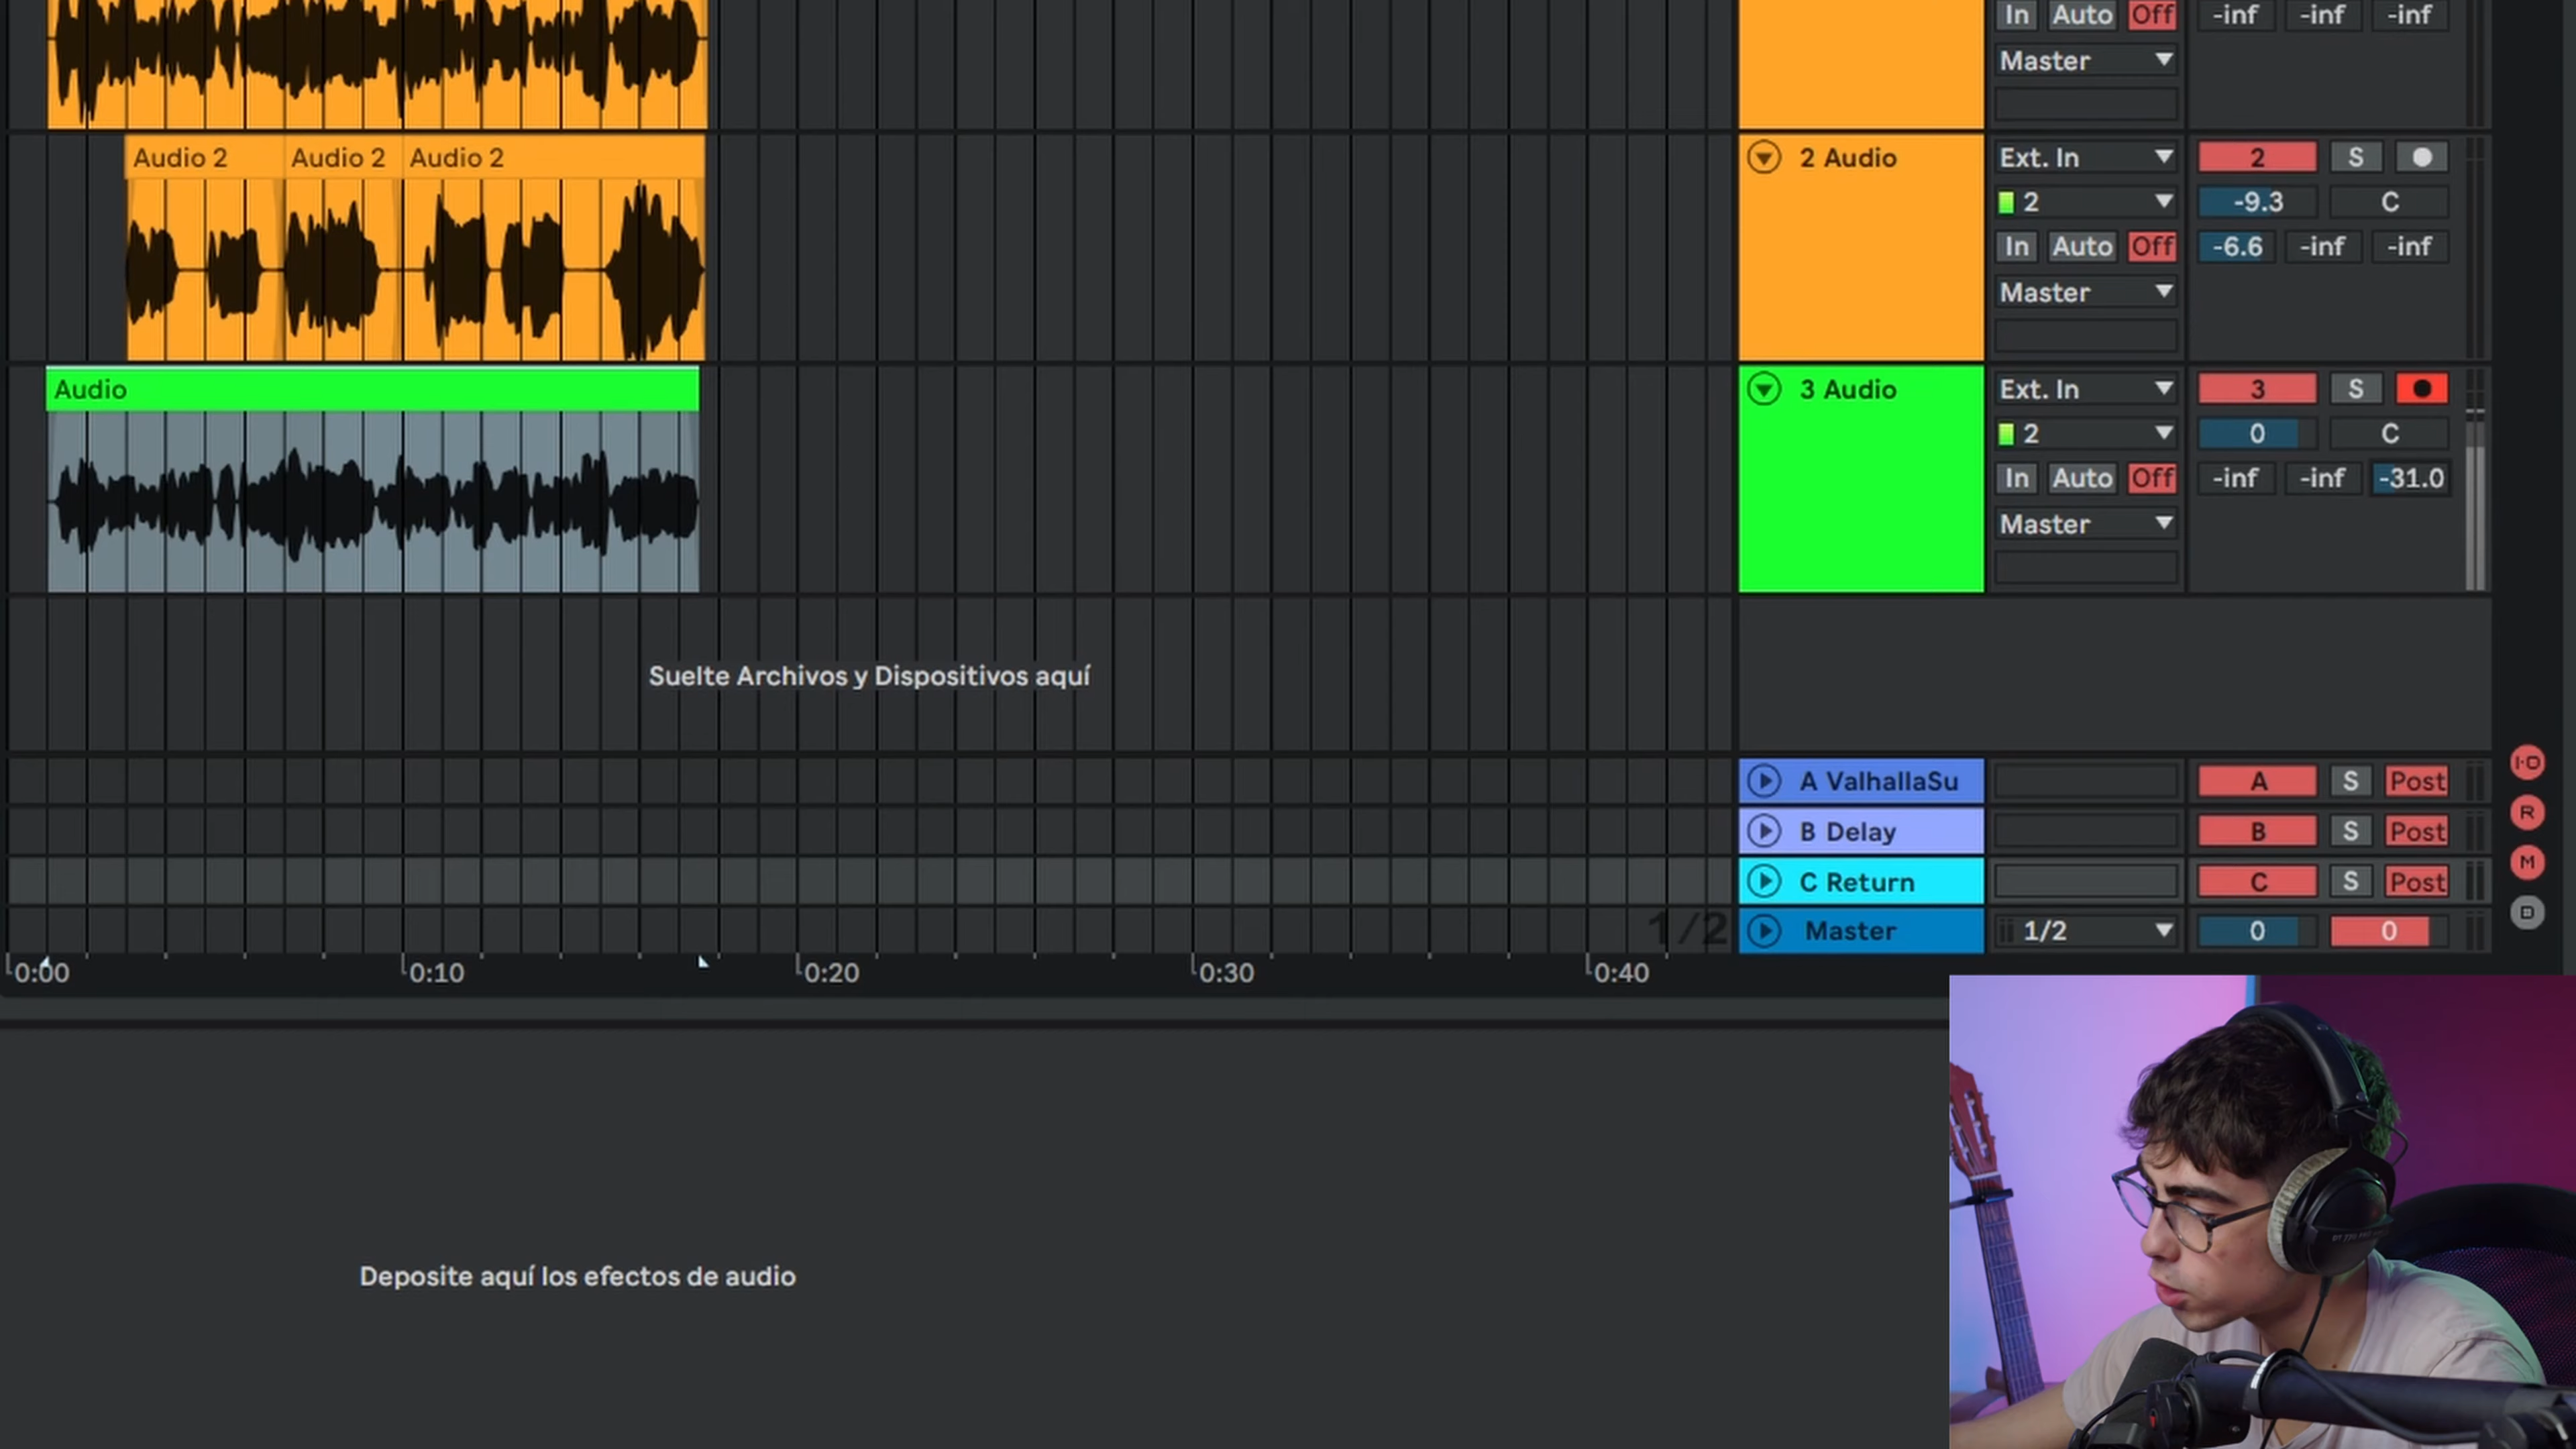 In Auto Off -inf -inf -inf
Master
Audio 2 Audio 2 Audio 2
2 Audio Ext. In 2 S
2 -9.3 C
In Auto Off -6.6 -inf -inf
Master
Audio
3 Audio Ext. In 3 S
2 0 C
In Auto Off -inf -inf -31.0
Master
Suelte Archivos y Dispositivos aquí
A ValhallaSu A S Post
B Delay B S Post
C Return C S Post
1/2 Master 1/2 0 0
I·O
R
M
D
0:00 0:10 0:20 0:30 0:40
Deposite aquí los efectos de audio